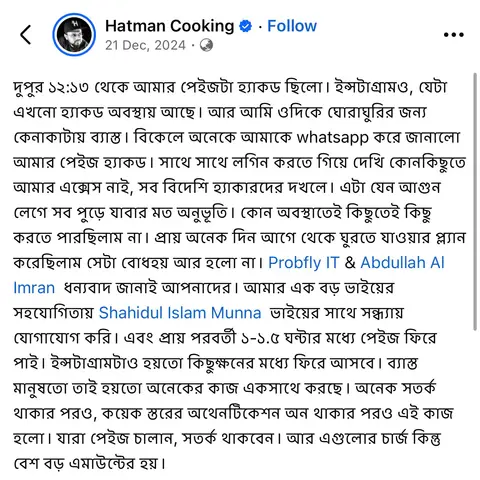 Hatman Cooking · Follow
21 Dec, 2024 ·
দুপুর ১২:১৩ থেকে আমার পেইজটা হ্যাকড ছিলো। ইন্সটাগ্রামও, যেটা
এখনো হ্যাকড অবস্থায় আছে। আর আমি ওদিকে ঘোরাঘুরির জন্য
কেনাকাটায় ব্যাস্ত। বিকেলে অনেকে আমাকে whatsapp করে জানালো
আমার পেইজ হ্যাকড। সাথে সাথে লগিন করতে গিয়ে দেখি কোনকিছুতে
আমার এক্সেস নাই, সব বিদেশি হ্যাকারদের দখলে। এটা যেন আগুন
লেগে সব পুড়ে যাবার মত অনুভূতি। কোন অবস্থাতেই কিছুতেই কিছু
করতে পারছিলাম না। প্রায় অনেক দিন আগে থেকে ঘুরতে যাওয়ার প্ল্যান
করেছিলাম সেটা বোধহয় আর হলো না। Probfly IT & Abdullah Al
Imran ধন্যবাদ জানাই আপনাদের। আমার এক বড় ভাইয়ের
সহযোগিতায় Shahidul Islam Munna ভাইয়ের সাথে সন্ধ্যায়
যোগাযোগ করি। এবং প্রায় পরবর্তী ১-১.৫ ঘন্টার মধ্যে পেইজ ফিরে
পাই। ইন্সটাগ্রামটাও হয়তো কিছুক্ষনের মধ্যে ফিরে আসবে। ব্যাস্ত
মানুষতো তাই হয়তো অনেকের কাজ একসাথে করছে। অনেক সতর্ক
থাকার পরও, কয়েক স্তরের অথেনটিকেশন অন থাকার পরও এই কাজ
হলো। যারা পেইজ চালান, সতর্ক থাকবেন। আর এগুলোর চার্জ কিন্তু
বেশ বড় এমাউন্টের হয়।